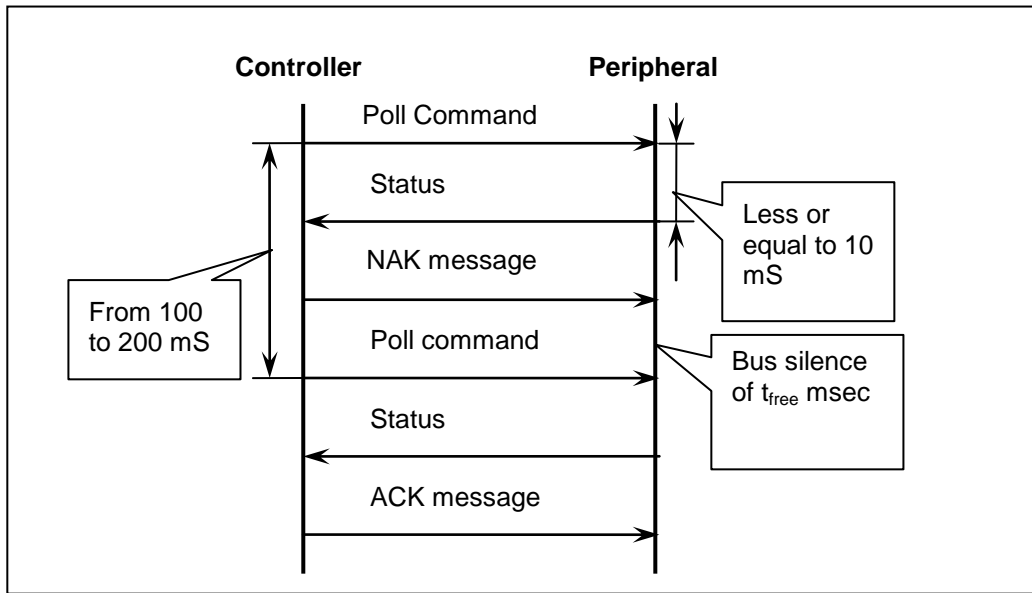 Controller
Peripheral
Poll Command
Status
Less or
equal to 10
mS
NAK message
From 100
to 200 mS
Poll command
Bus silence
of tfree msec
Status
ACK message